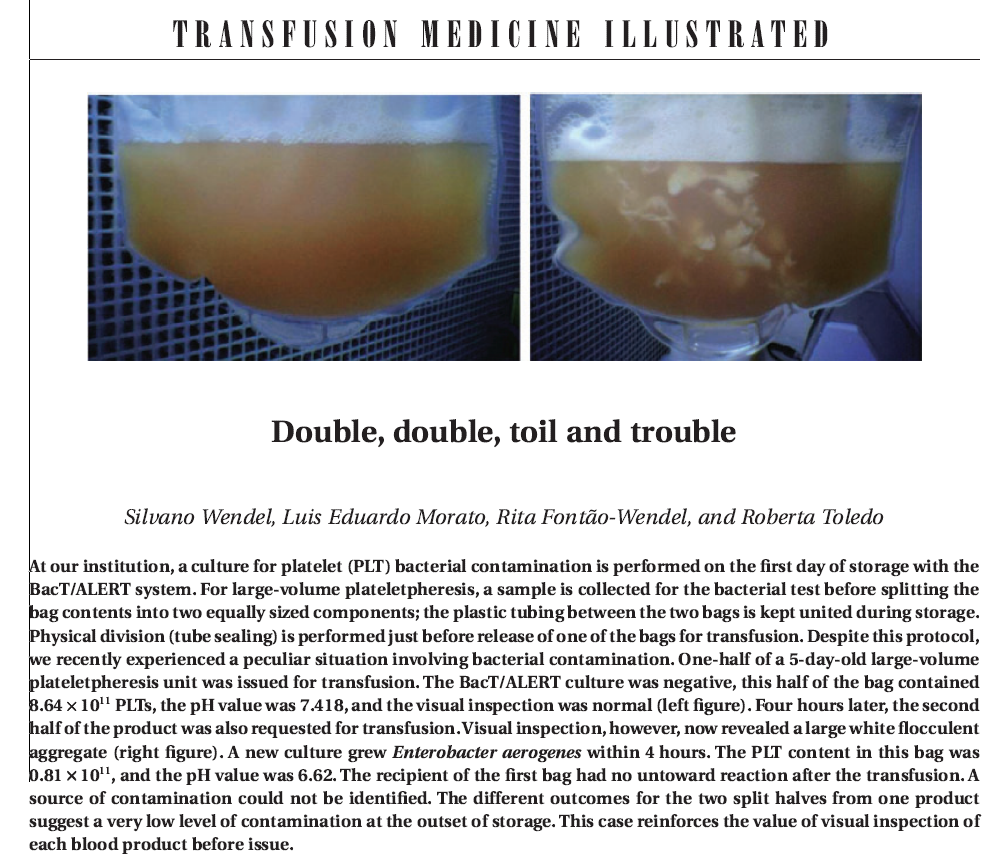 TRANSFUSION MEDICINE ILLUSTRATED
Double, double, toil and trouble
Silvano Wendel, Luis Eduardo Morato, Rita Fontão-Wendel, and Roberta Toledo
At our institution, a culture for platelet (PLT) bacterial contamination is performed on the first day of storage with the
BacT/ALERT system. For large-volume plateletpheresis, a sample is collected for the bacterial test before splitting the
bag contents into two equally sized components; the plastic tubing between the two bags is kept united during storage.
Physical division (tube sealing) is performed just before release of one of the bags for transfusion. Despite this protocol,
we recently experienced a peculiar situation involving bacterial contamination. One-half of a 5-day-old large-volume
plateletpheresis unit was issued for transfusion. The BacT/ALERT culture was negative, this half of the bag contained
8.64 × 10¹¹ PLTs, the pH value was 7.418, and the visual inspection was normal (left figure). Four hours later, the second
half of the product was also requested for transfusion. Visual inspection, however, now revealed a large white flocculent
aggregate (right figure). A new culture grew Enterobacter aerogenes within 4 hours. The PLT content in this bag was
0.81 × 10¹¹, and the pH value was 6.62. The recipient of the first bag had no untoward reaction after the transfusion. A
source of contamination could not be identified. The different outcomes for the two split halves from one product
suggest a very low level of contamination at the outset of storage. This case reinforces the value of visual inspection of
each blood product before issue.